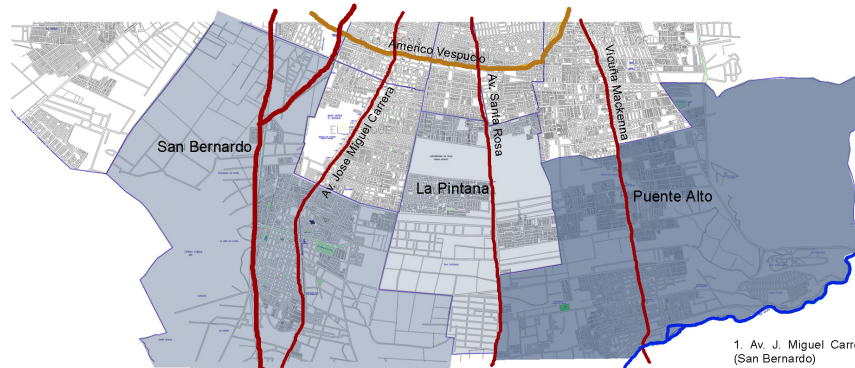 Americo Vespucio
Vicuña Mackenna
Av. Santa Rosa
Av. Jose Miguel Carrera
San Bernardo
La Pintana
Puente Alto
1. Av. J. Miguel Carre
(San Bernardo)